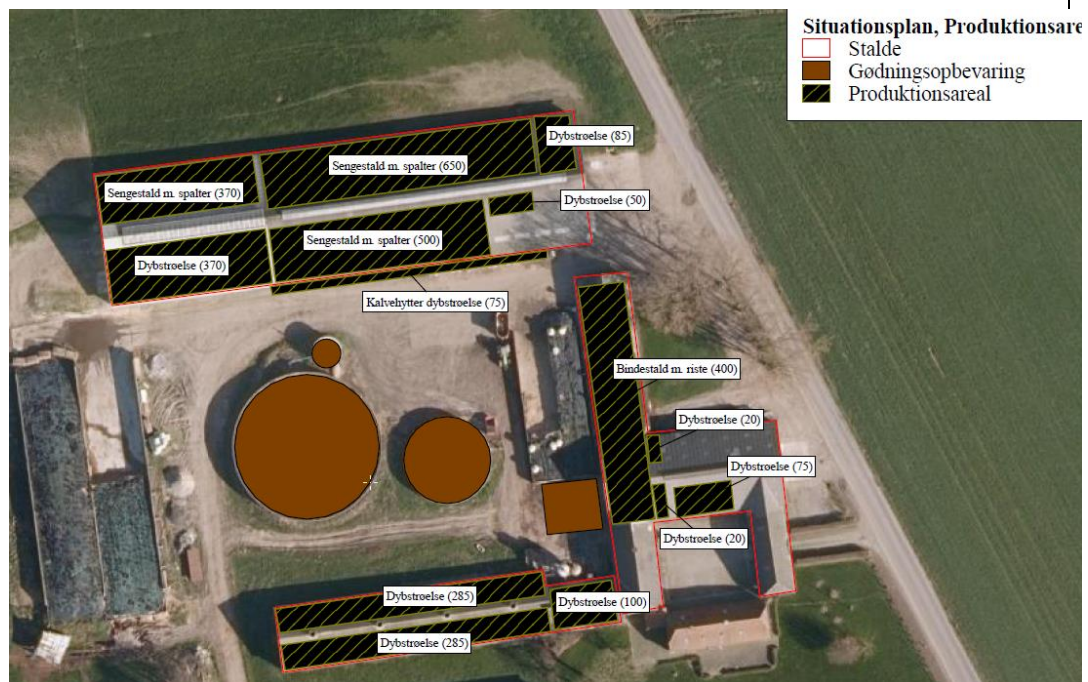 Situationsplan, Produktionsare
Stalde
Gødningsopbevaring
Produktionsareal
Dybstrøelse (85)
Sengestald m. spalter (650)
Sengestald m. spalter (370)
Dybstrøelse (50)
Sengestald m. spalter (500)
Dybstrøelse (370)
Kalvehytter dybstrøelse (75)
Bindestald m. riste (400)
Dybstrøelse (20)
Dybstrøelse (75)
Dybstrøelse (20)
Dybstrøelse (285)
Dybstrøelse (100)
Dybstrøelse (285)